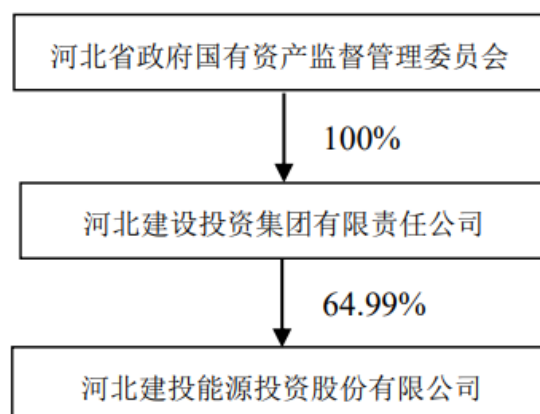 河北省政府国有资产监督管理委员会
100%
河北建设投资集团有限责任公司
64.99%
河北建投能源投资股份有限公司